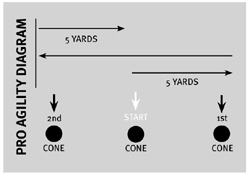 PRO AGILITY DIAGRAM
5 YARDS
5 YARDS
2nd START 1st
CONE CONE CONE